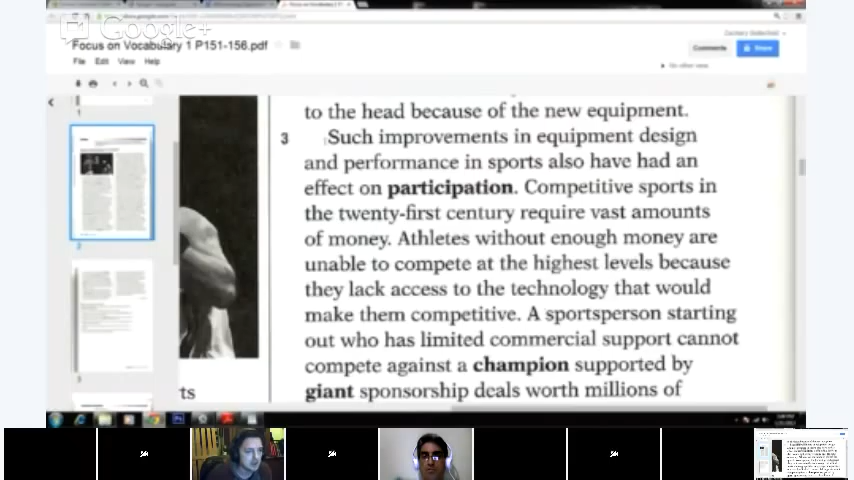 Google+
Focus on Vocabulary 1 P151-156.pdf
File Edit View Help
Comments
Share
1
2
3
to the head because of the new equipment.
3 Such improvements in equipment design
and performance in sports also have had an
effect on participation. Competitive sports in
the twenty-first century require vast amounts
of money. Athletes without enough money are
unable to compete at the highest levels because
they lack access to the technology that would
make them competitive. A sportsperson starting
out who has limited commercial support cannot
compete against a champion supported by
giant sponsorship deals worth millions of
rts